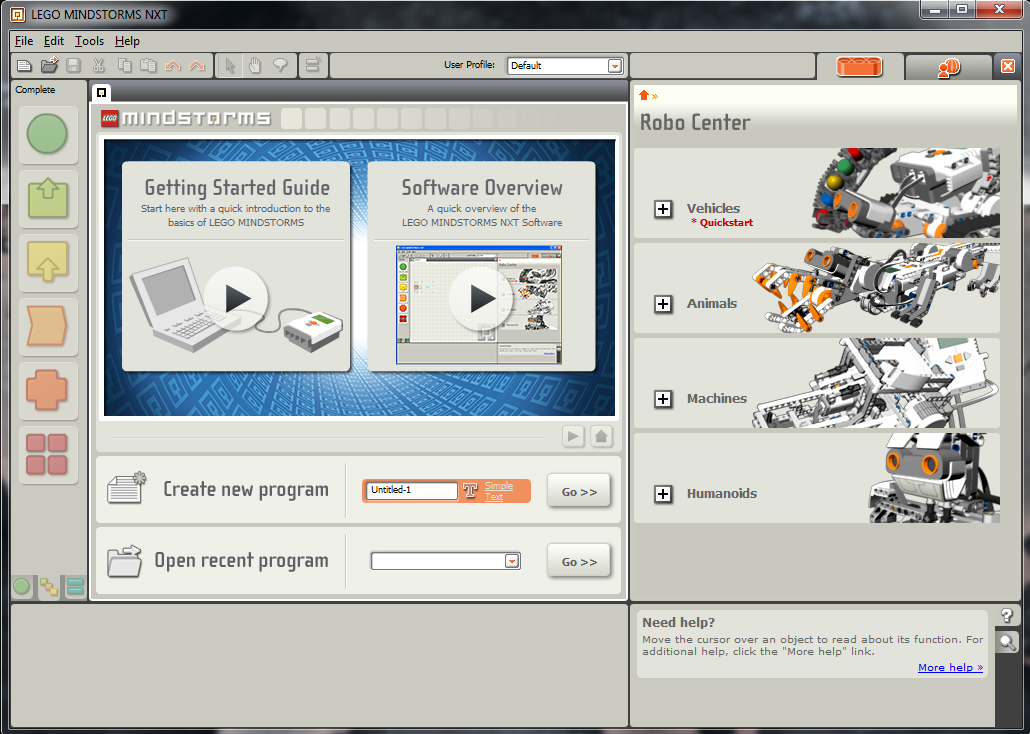 LEGO MINDSTORMS NXT
File Edit Tools Help
User Profile: Default
Complete
LEGO mindstorms
Getting Started Guide
Start here with a quick introduction to the
basics of LEGO MINDSTORMS
Software Overview
A quick overview of the
LEGO MINDSTORMS NXT Software
Create new program
Untitled-1
T Simple
Text
Go >>
Open recent program
Go >>
»
Robo Center
Vehicles
* Quickstart
Animals
Machines
Humanoids
Need help?
Move the cursor over an object to read about its function. For
additional help, click the "More help" link.
More help »
?